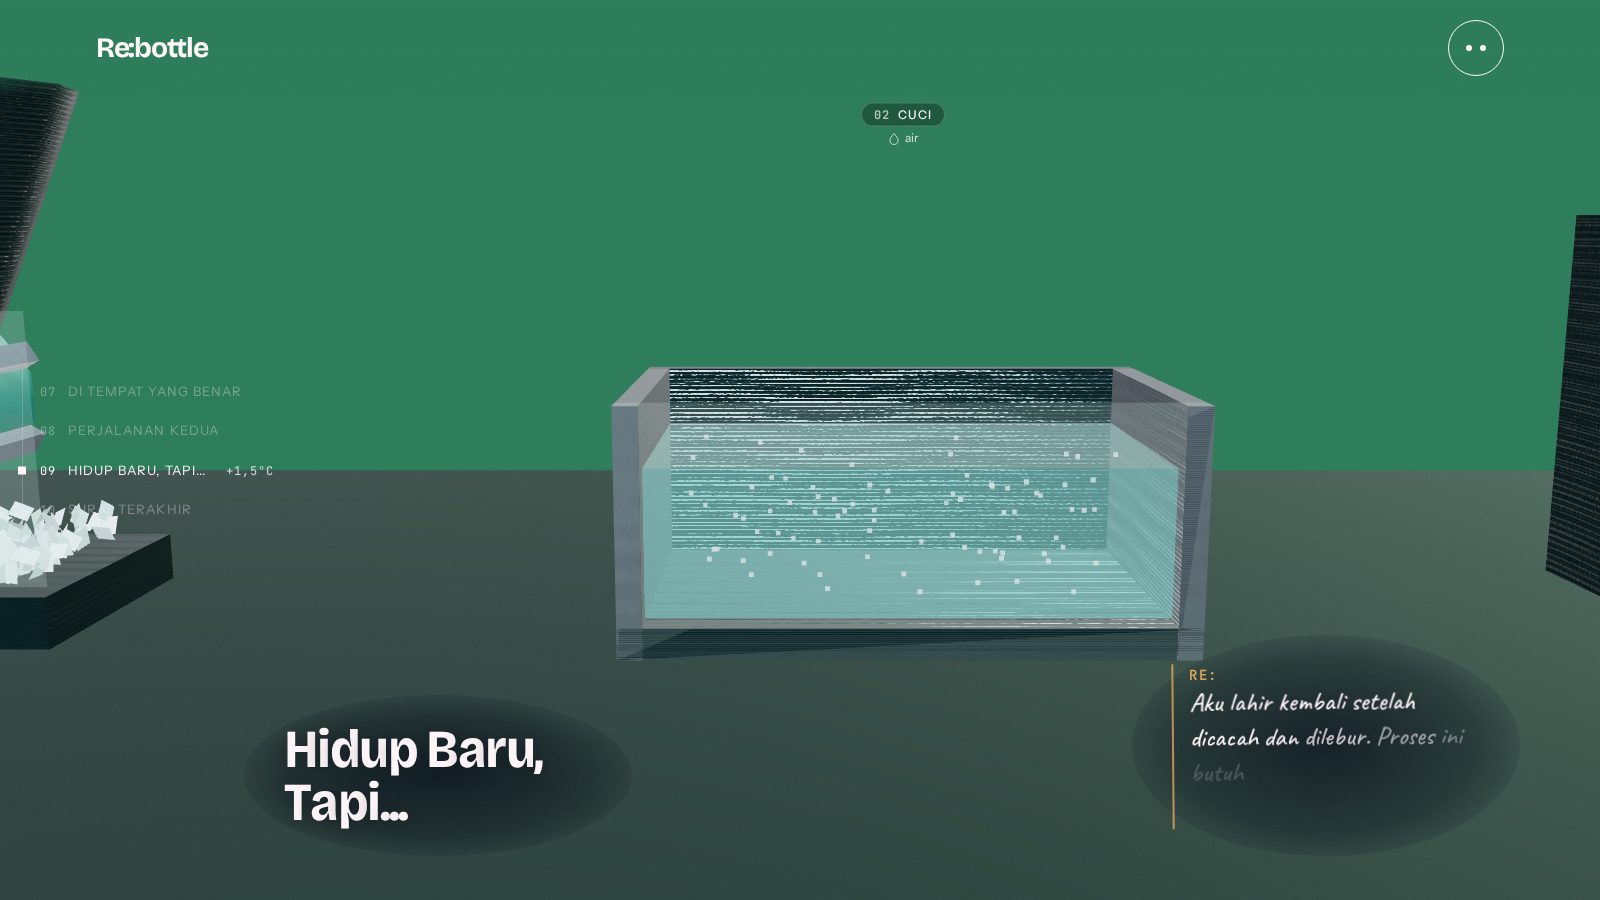 Re:bottle
02 CUCI
air
07 DI TEMPAT YANG BENAR
08 PERJALANAN KEDUA
09 HIDUP BARU, TAPI... +1,5°C
TERAKHIR
Hidup Baru,
Tapi...
RE:
Aku lahir kembali setelah
dicacah dan dilebur. Proses ini
butuh